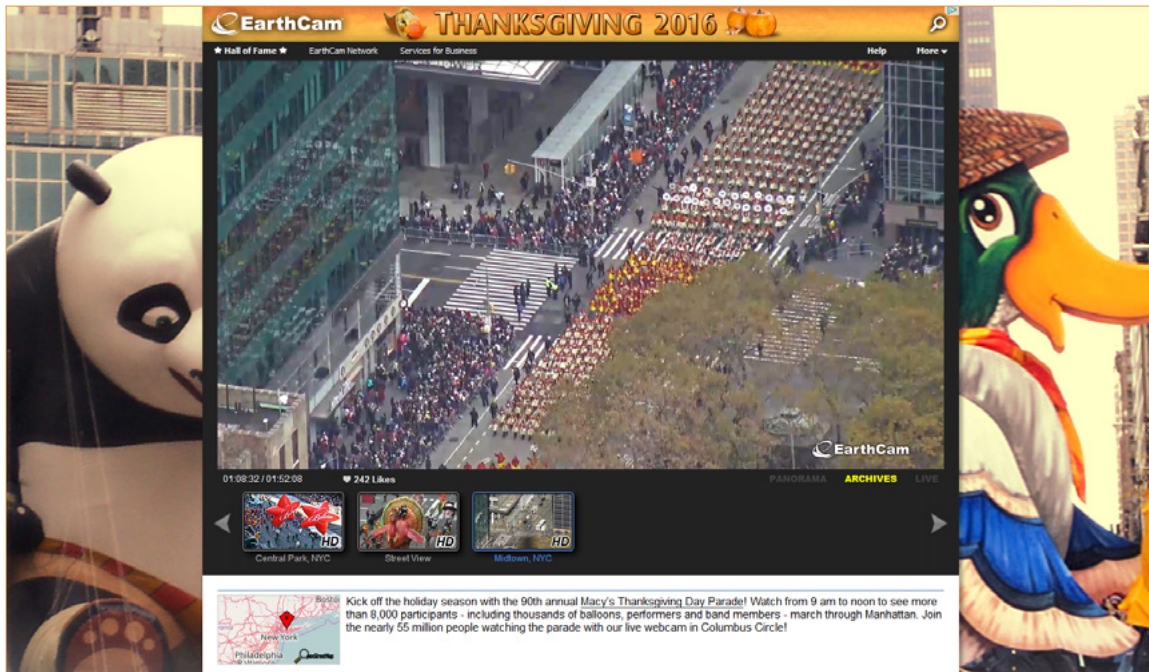 EarthCam
THANKSGIVING 2016
★ Hall of Fame ★ EarthCam Network Services for Business Help More
EarthCam
01:08:32 / 01:52:08 242 Likes PANORAMA ARCHIVES LIVE
HD HD HD
Central Park, NYC Street View Midtown, NYC
Boston
New York
Philadelphia
Kick off the holiday season with the 90th annual Macy's Thanksgiving Day Parade! Watch from 9 am to noon to see more
than 8,000 participants - including thousands of balloons, performers and band members - march through Manhattan. Join
the nearly 55 million people watching the parade with our live webcam in Columbus Circle!